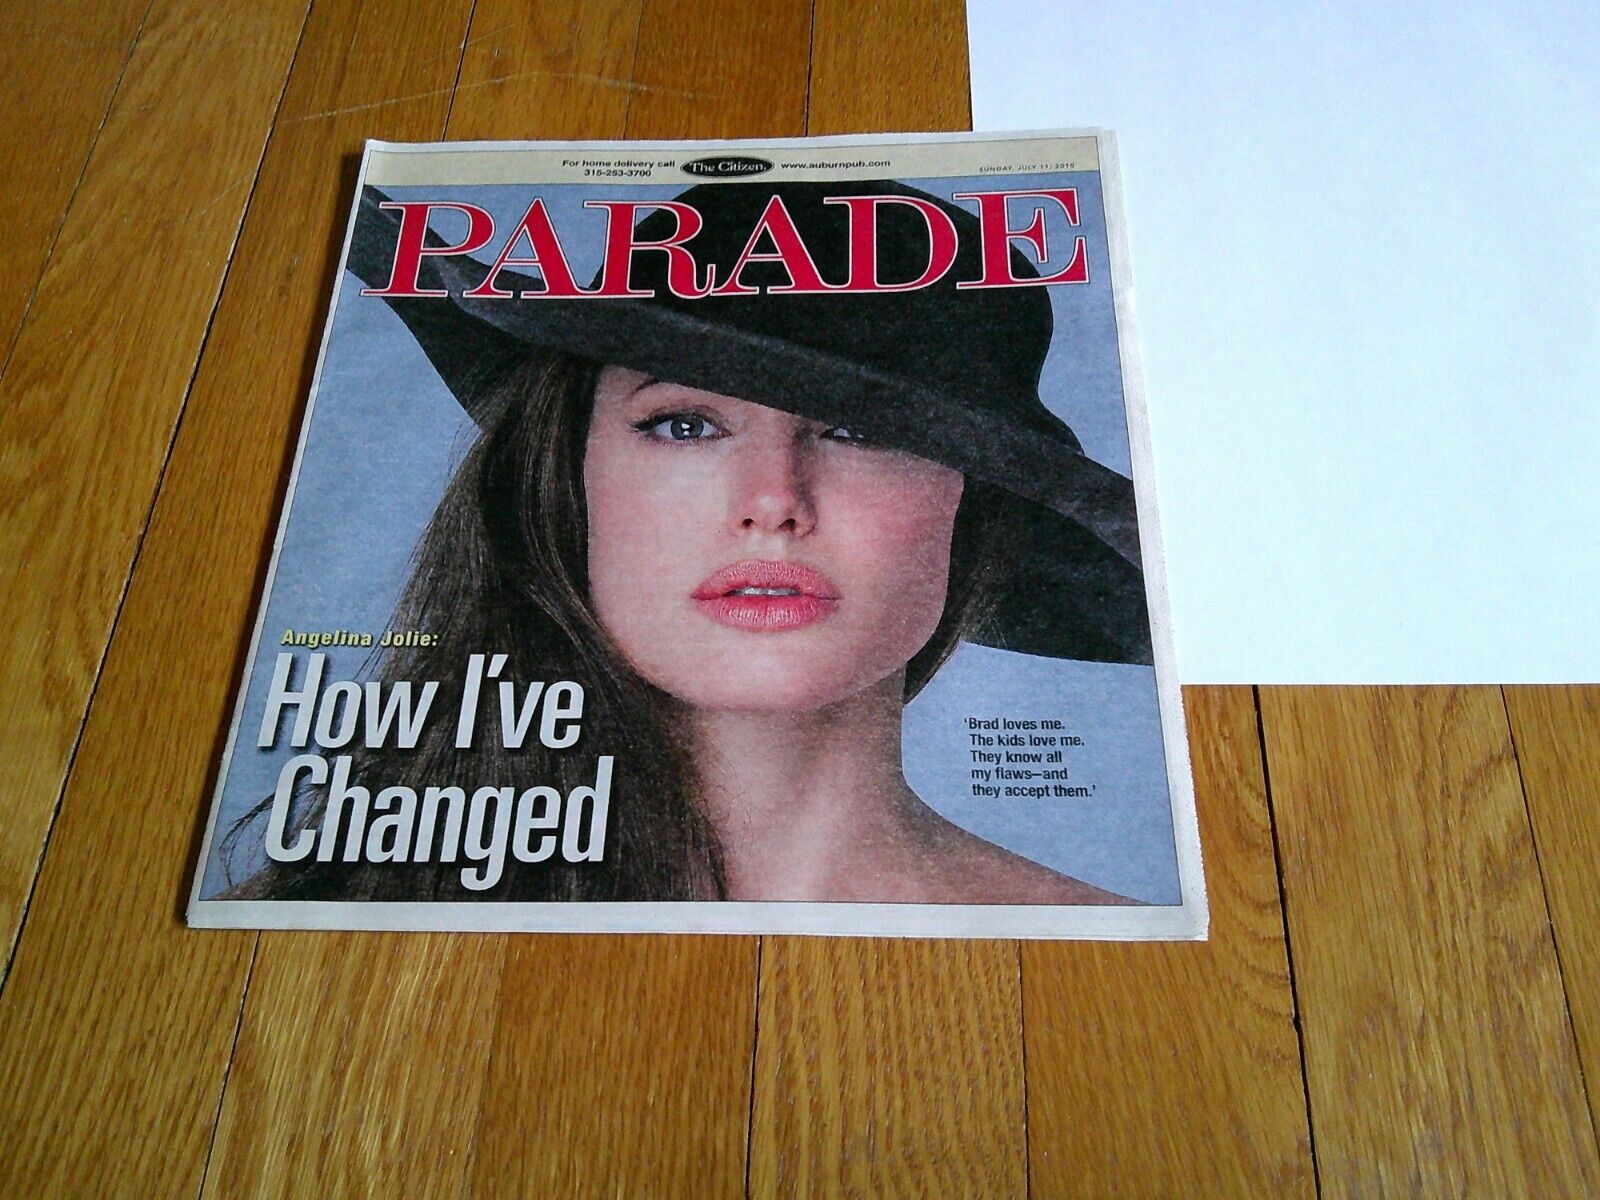 For home delivery call
315-253-3700
The Citizen.
www.auburnpub.com
SUNDAY, JULY 11, 2010
PARADE
Angelina Jolie:
How I've
Changed
'Brad loves me.
The kids love me.
They know all
my flaws—and
they accept them.'